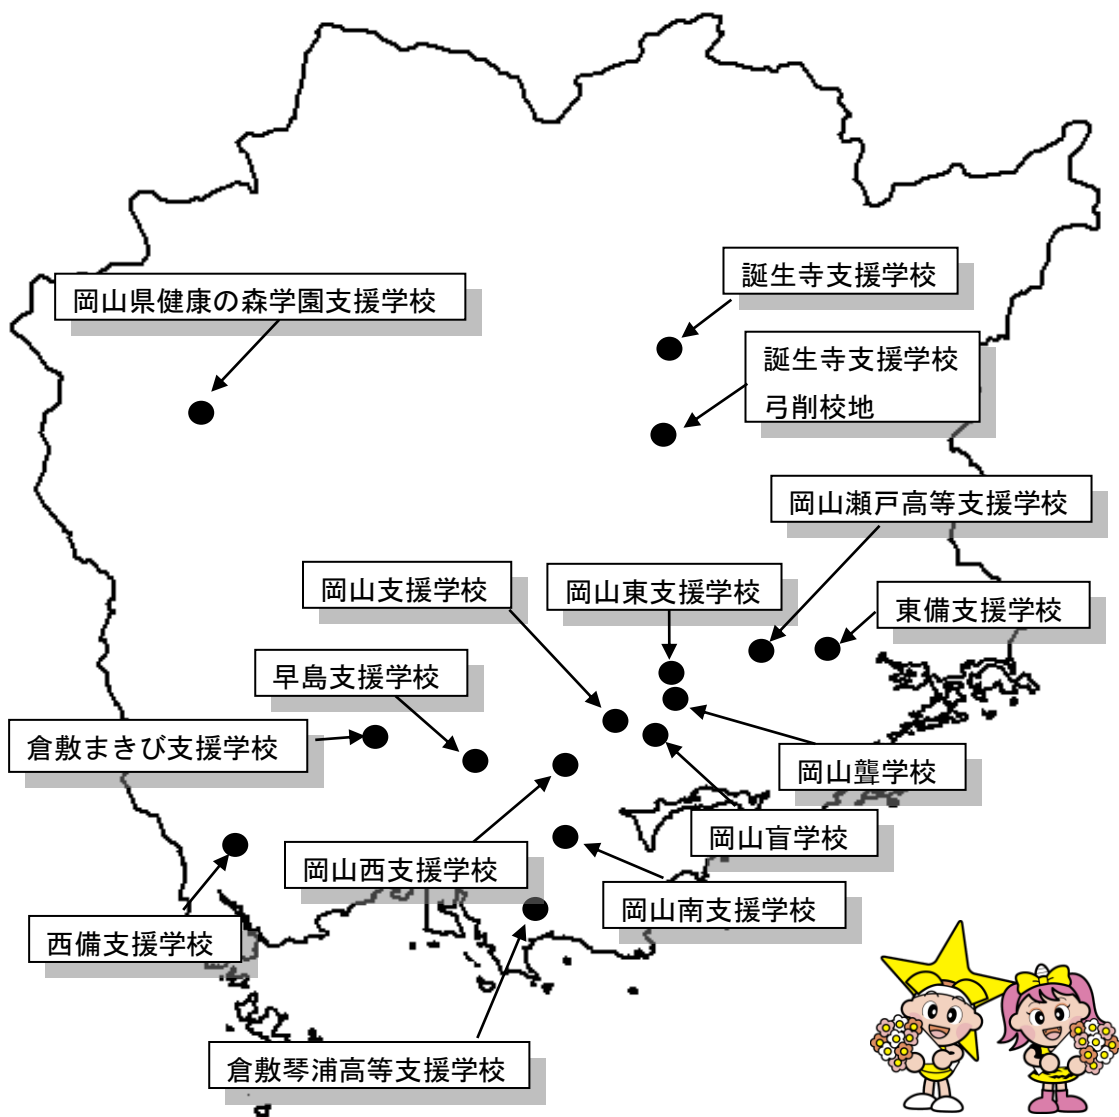 誕生寺支援学校
岡山県健康の森学園支援学校
誕生寺支援学校
弓削校地
岡山瀬戸高等支援学校
岡山支援学校
岡山東支援学校
東備支援学校
早島支援学校
倉敷まきび支援学校
岡山聾学校
岡山盲学校
岡山西支援学校
岡山南支援学校
西備支援学校
倉敷琴浦高等支援学校